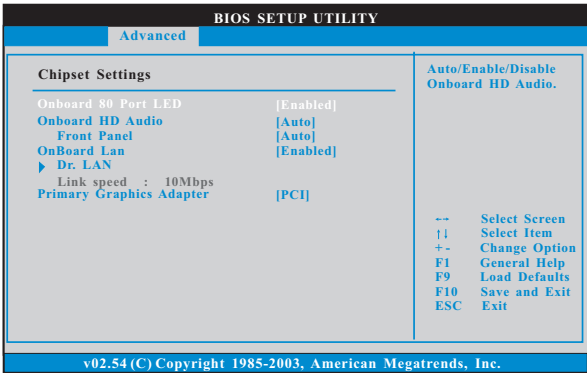 BIOS SETUP UTILITY
Advanced
Chipset Settings
Onboard 80 Port LED [Enabled]
Onboard HD Audio [Auto]
Front Panel [Auto]
OnBoard Lan [Enabled]
Dr. LAN
Link speed : 10Mbps
Primary Graphics Adapter [PCI]
Auto/Enable/Disable
Onboard HD Audio.
←→ Select Screen
↑↓ Select Item
+ - Change Option
F1 General Help
F9 Load Defaults
F10 Save and Exit
ESC Exit
v02.54 (C) Copyright 1985-2003, American Megatrends, Inc.